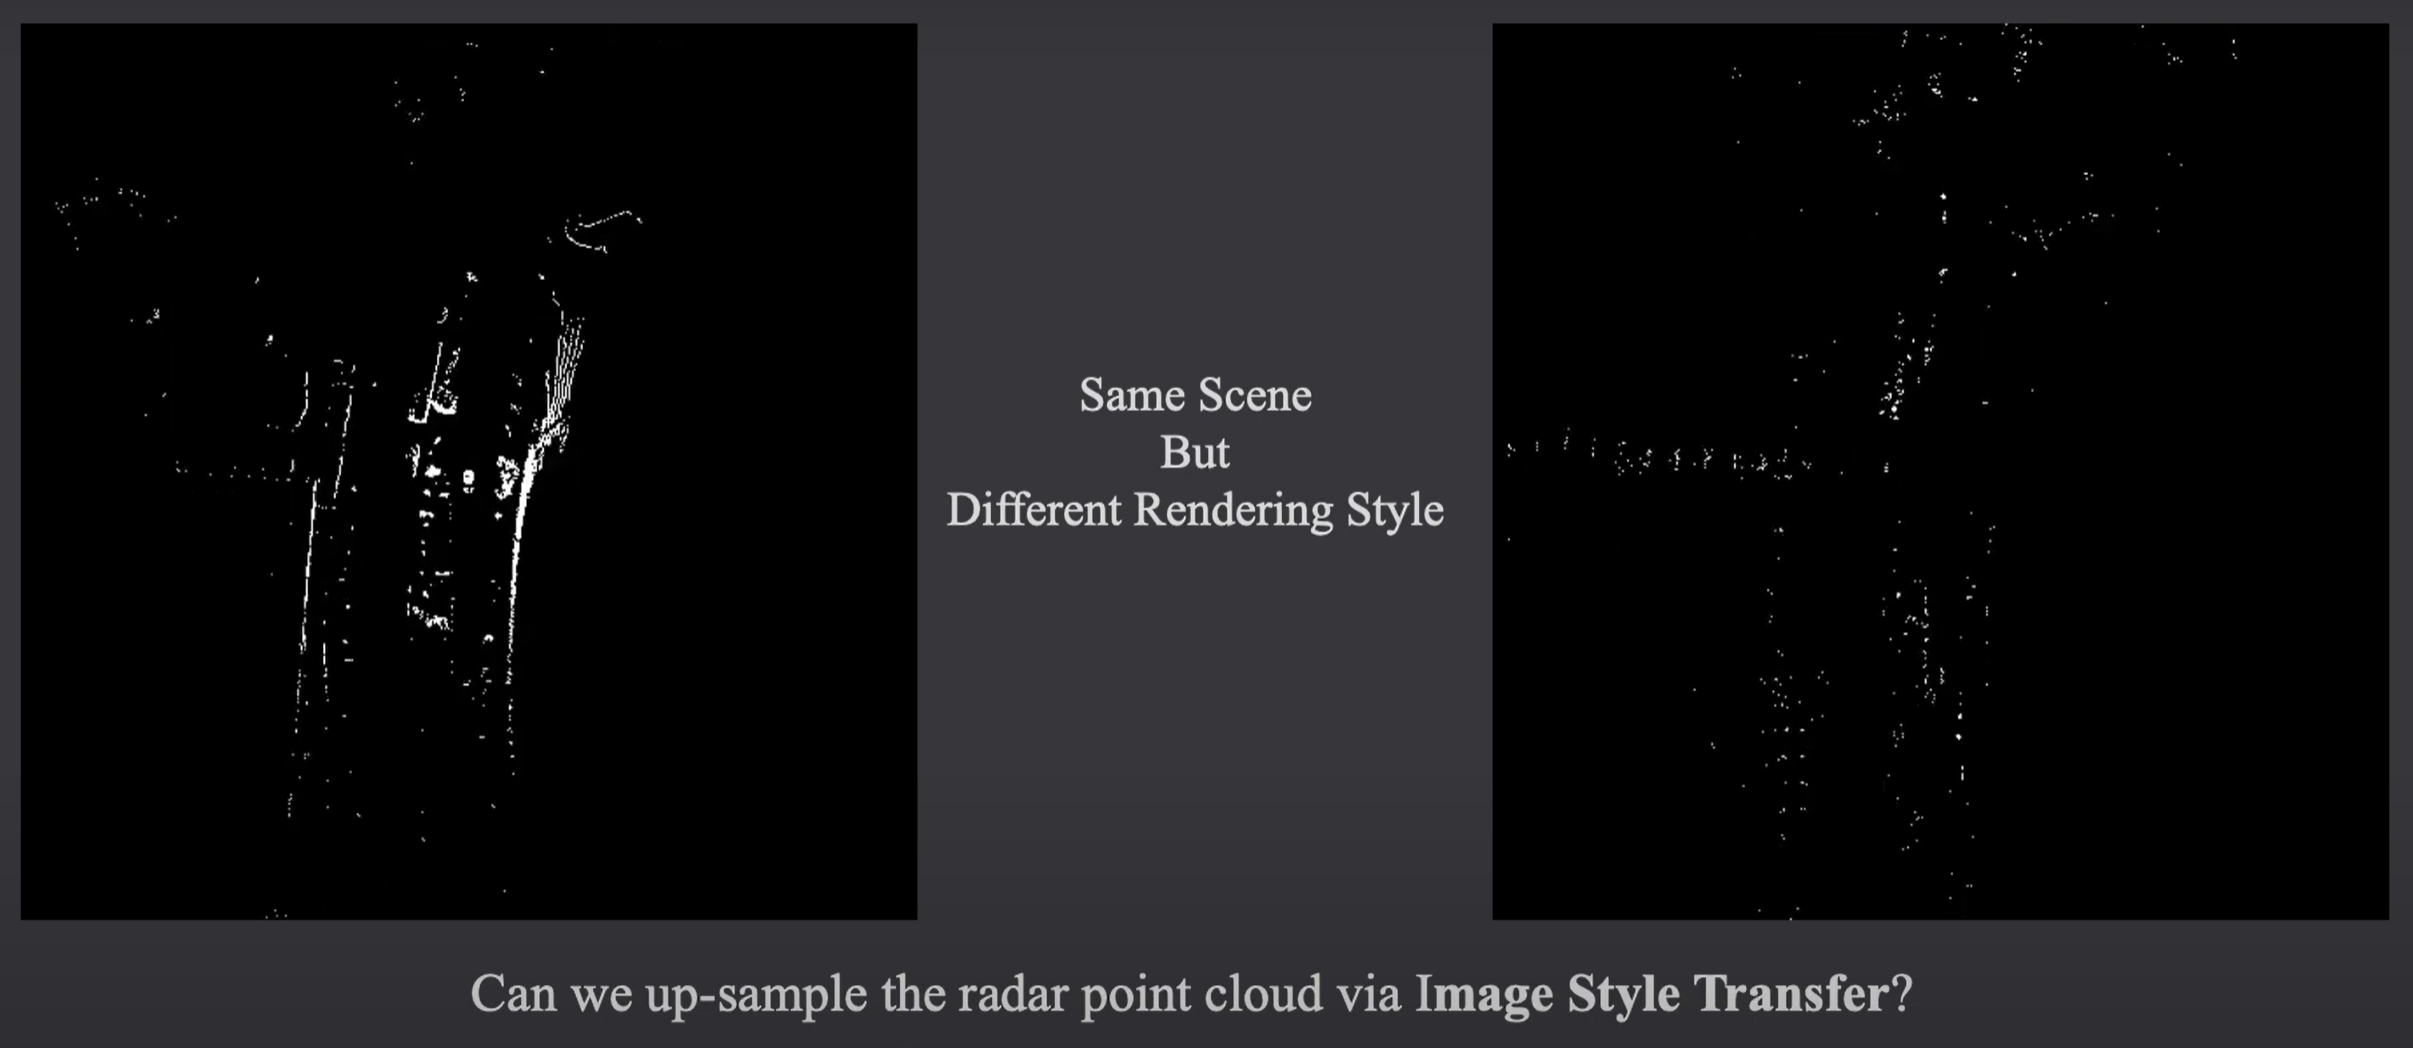 Same Scene
But
Different Rendering Style
Can we up-sample the radar point cloud via Image Style Transfer?